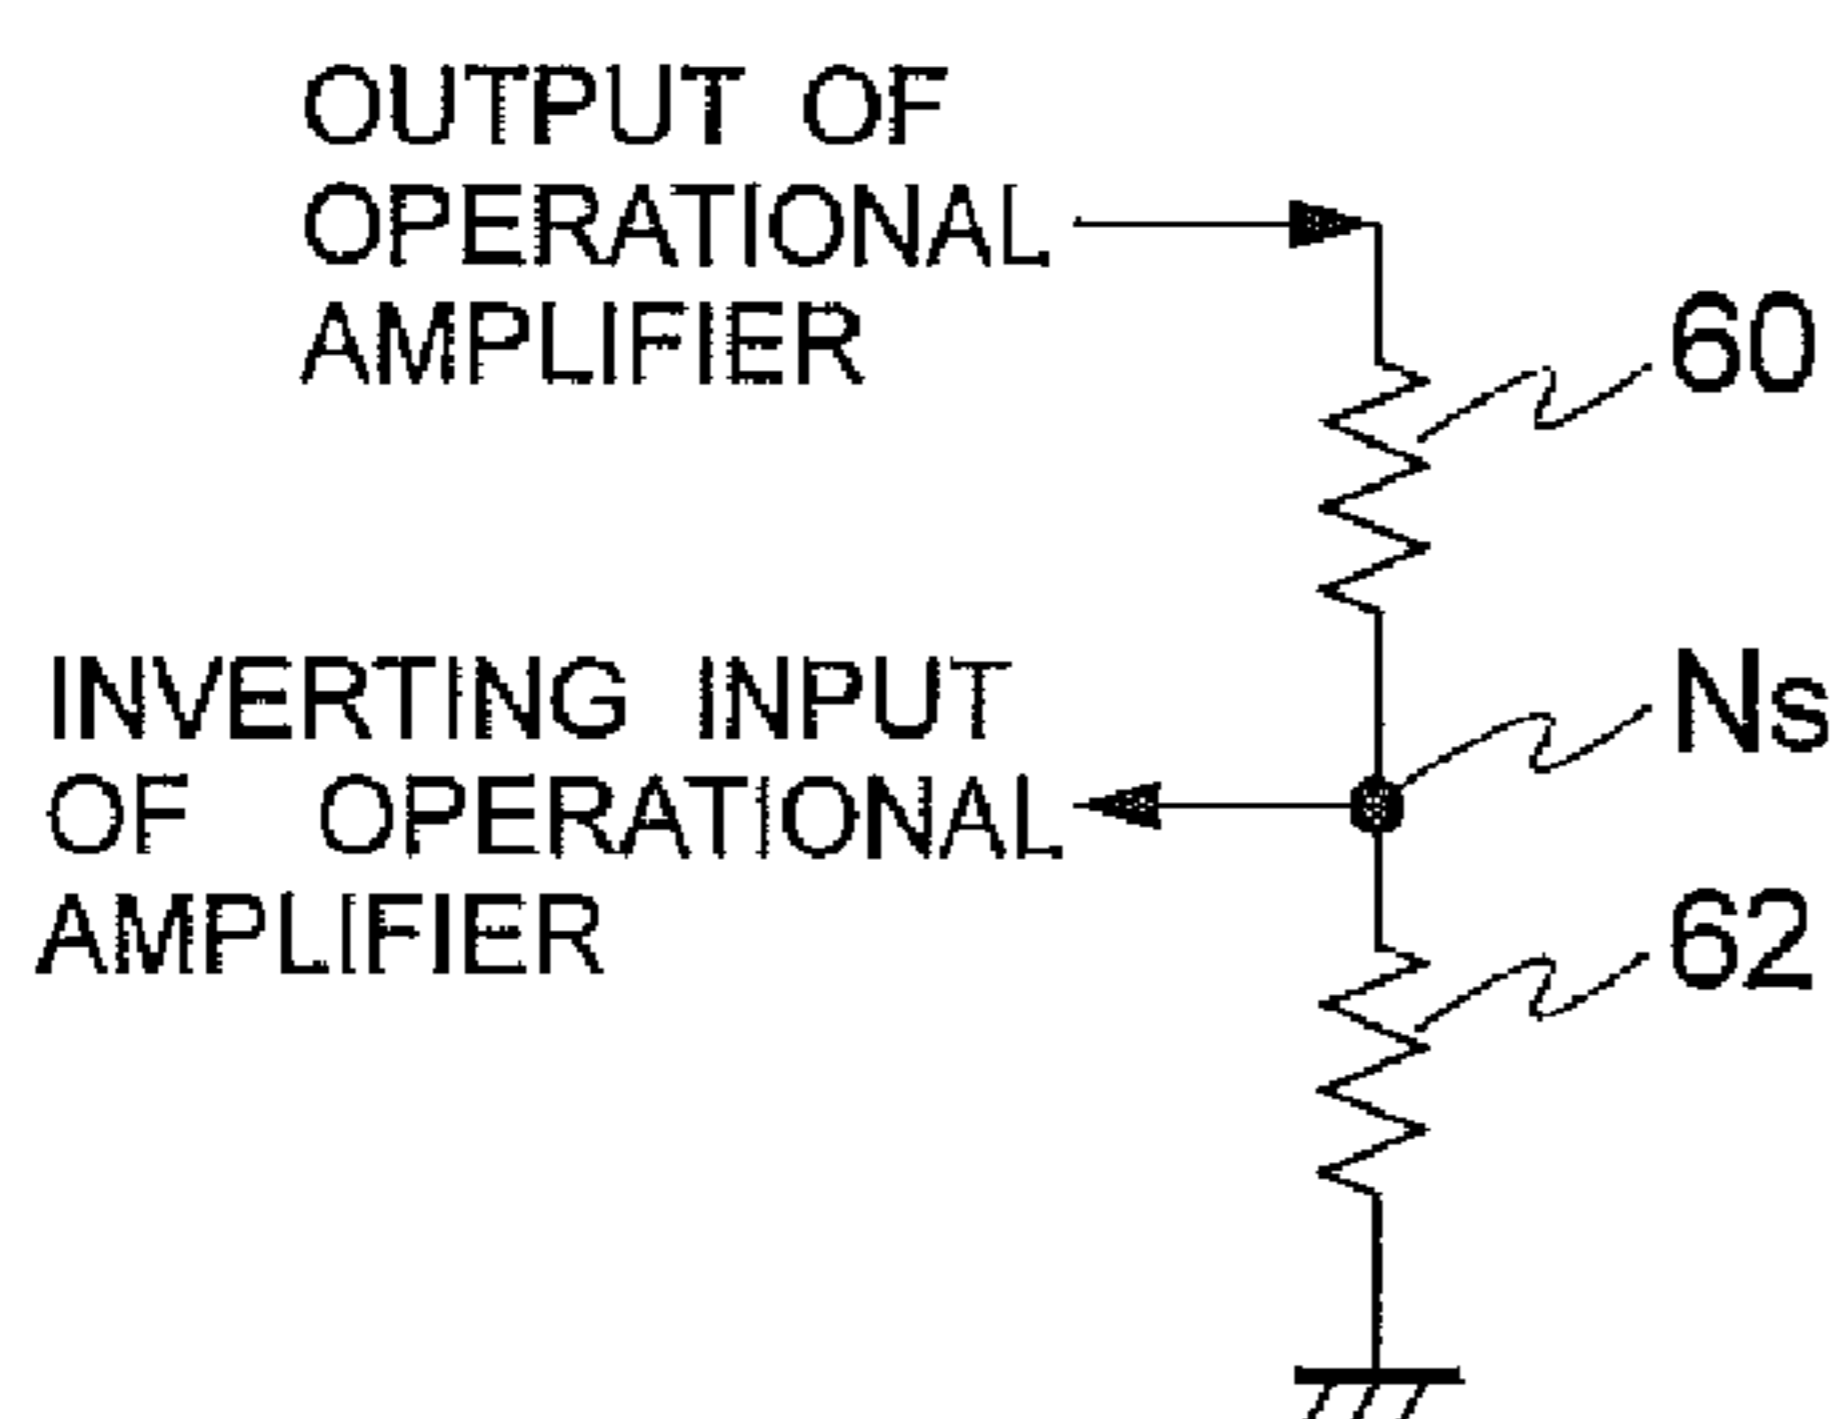 OUTPUT OF
OPERATIONAL
AMPLIFIER
60
INVERTING INPUT
OF OPERATIONAL
AMPLIFIER
Ns
62